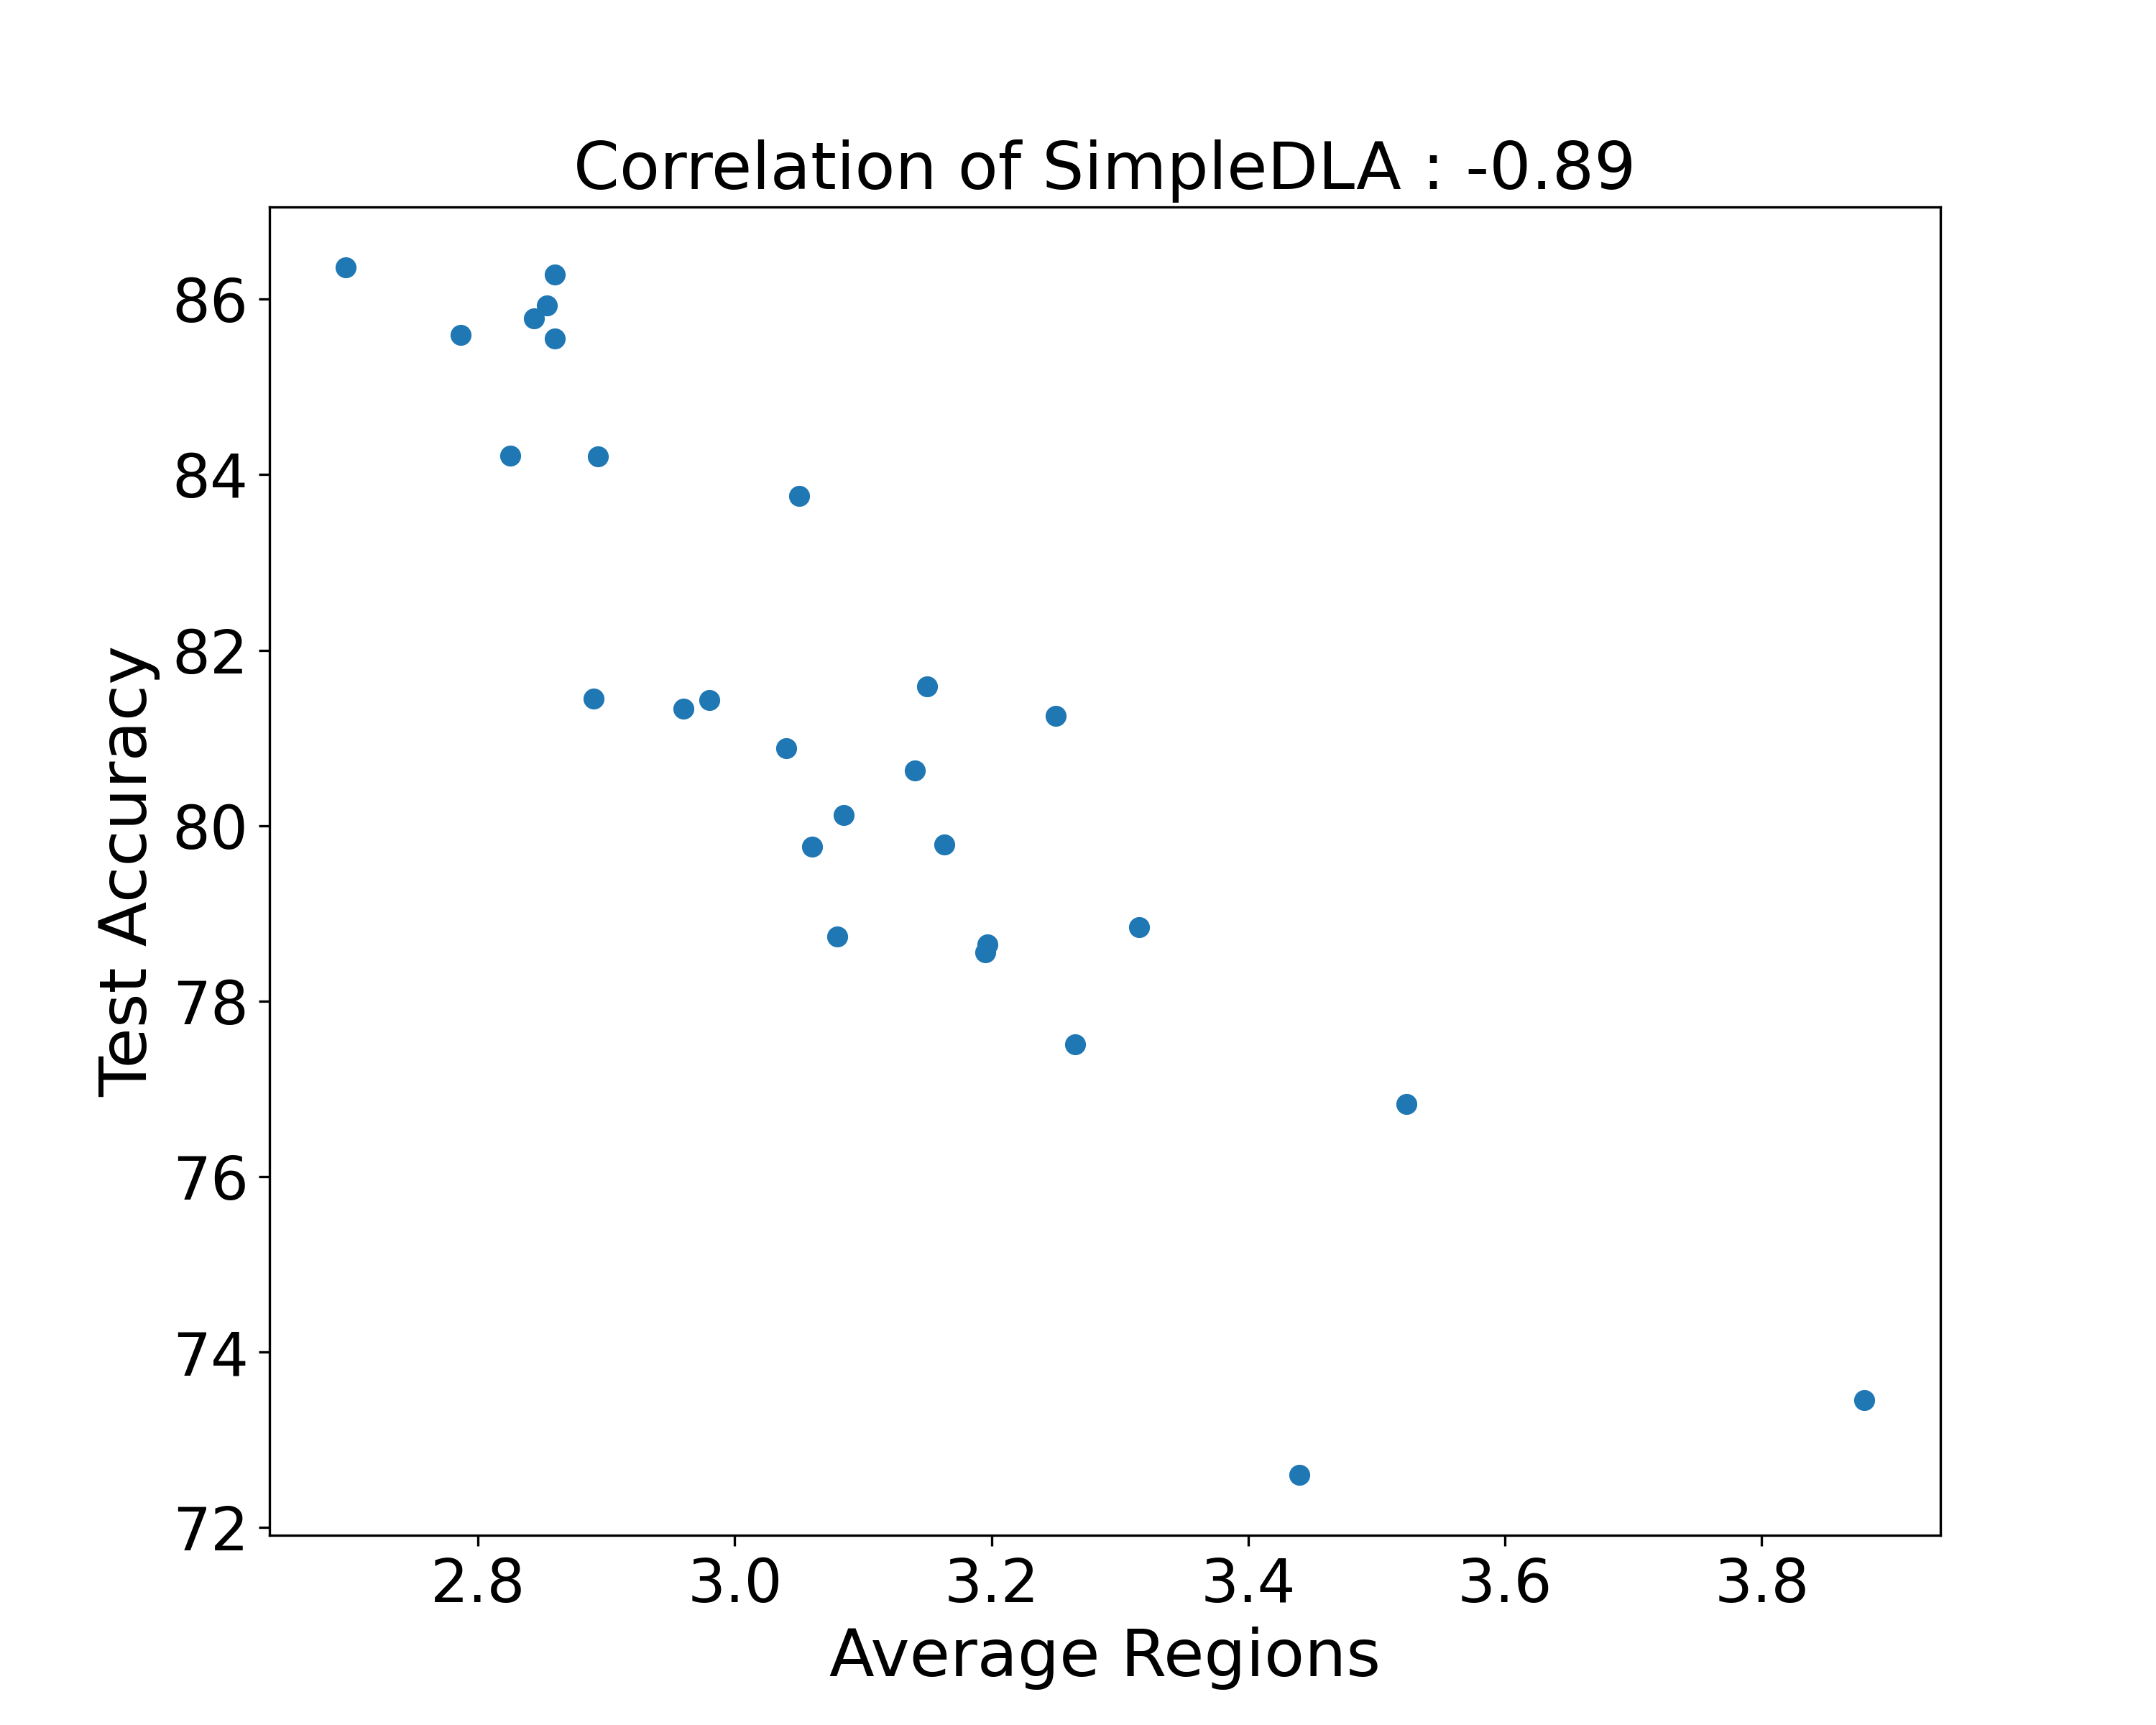 Correlation of SimpleDLA : -0.89
86
84
82
80
78
76
74
72
Test Accuracy
2.8 3.0 3.2 3.4 3.6 3.8
Average Regions